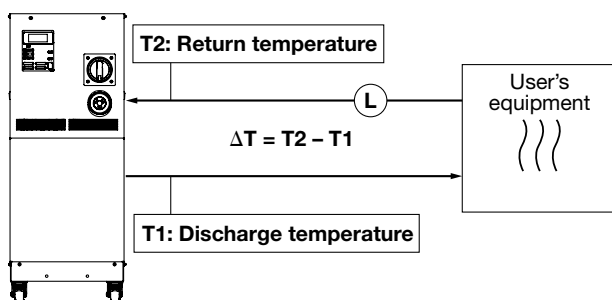 T2: Return temperature
L
User's
equipment
ΔT = T2 – T1
T1: Discharge temperature